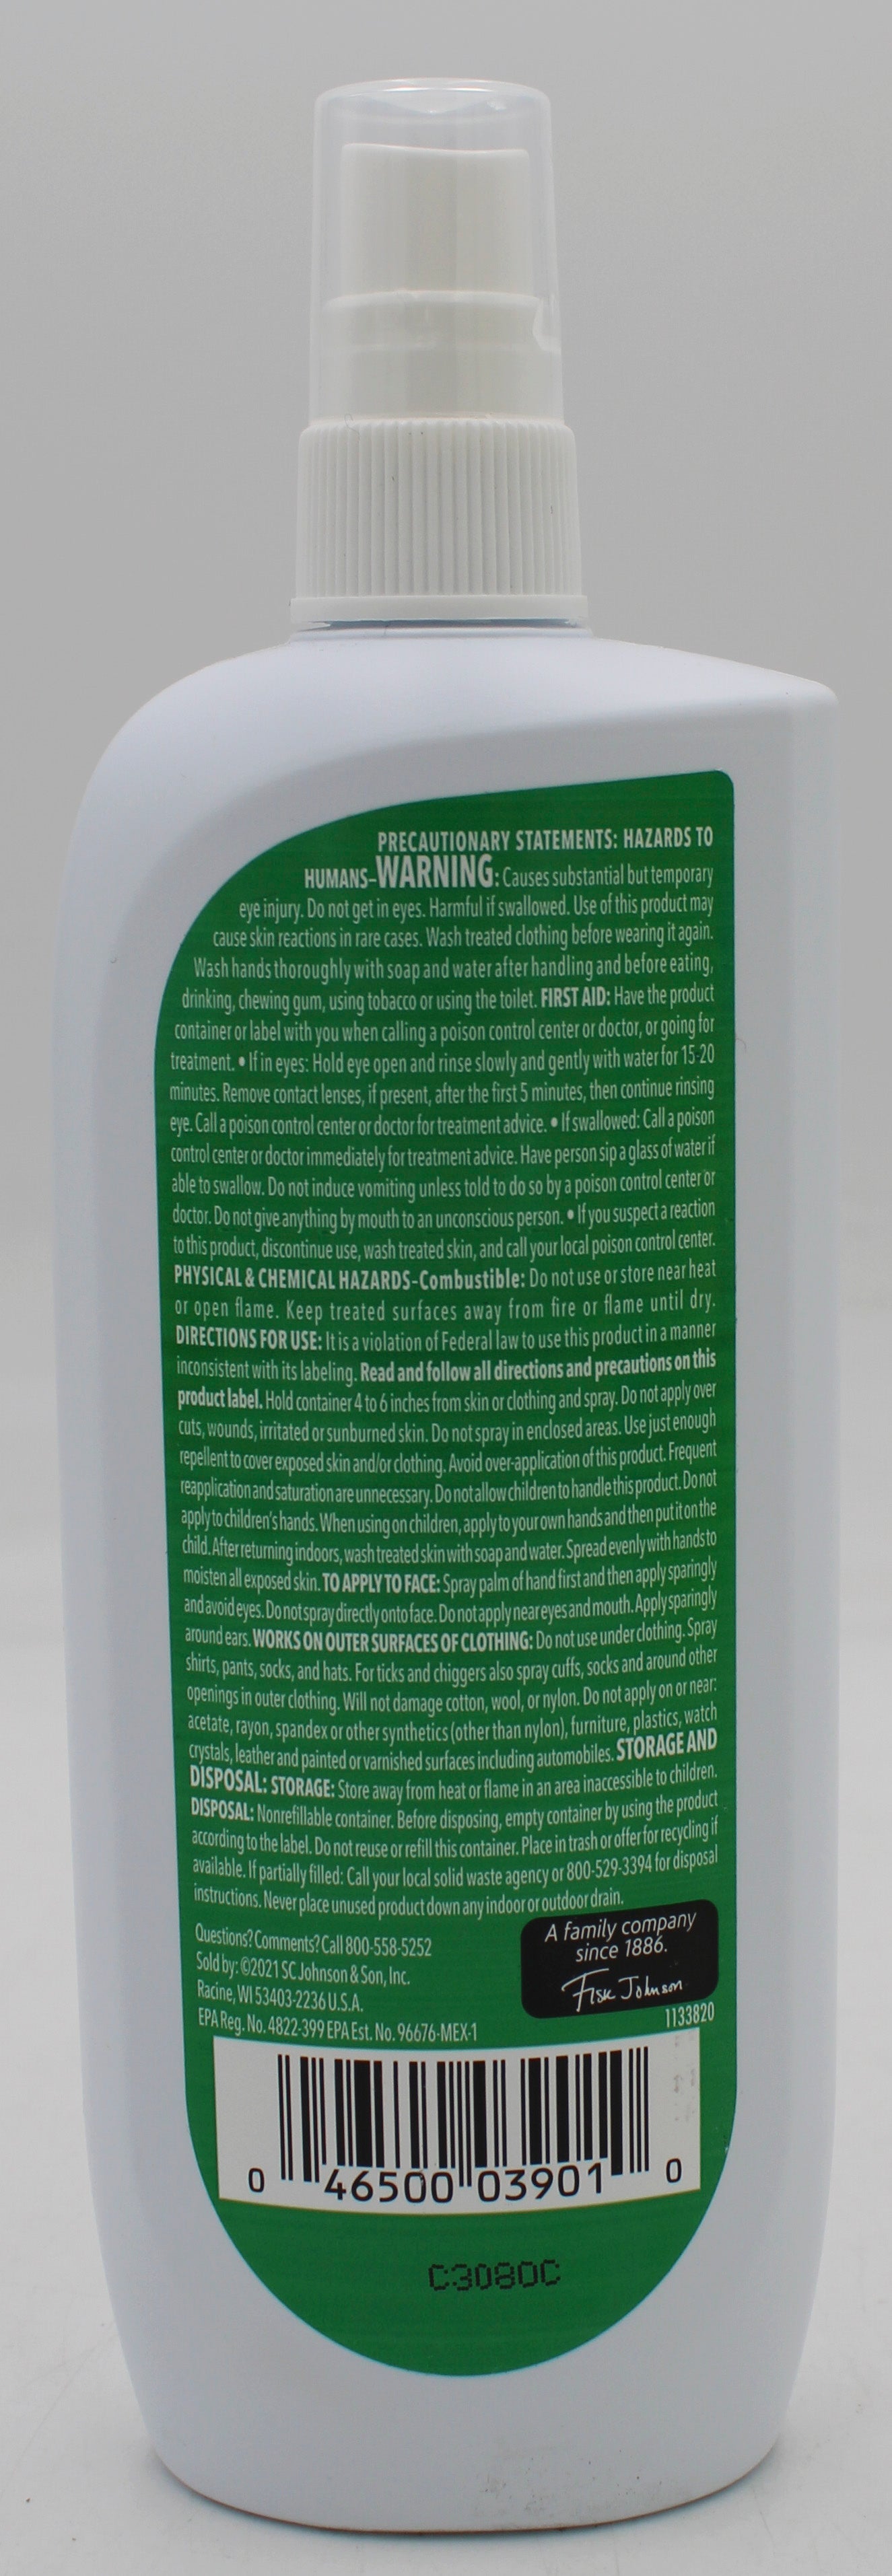 PRECAUTIONARY STATEMENTS: HAZARDS TO
HUMANS–WARNING: Causes substantial but temporary
eye injury. Do not get in eyes. Harmful if swallowed. Use of this product may
cause skin reactions in rare cases. Wash treated clothing before wearing it again.
Wash hands thoroughly with soap and water after handling and before eating,
drinking, chewing gum, using tobacco or using the toilet. FIRST AID: Have the product
container or label with you when calling a poison control center or doctor, or going for
treatment. • If in eyes: Hold eye open and rinse slowly and gently with water for 15-20
minutes. Remove contact lenses, if present, after the first 5 minutes, then continue rinsing
eye. Call a poison control center or doctor for treatment advice. • If swallowed: Call a poison
control center or doctor immediately for treatment advice. Have person sip a glass of water if
able to swallow. Do not induce vomiting unless told to do so by a poison control center or
doctor. Do not give anything by mouth to an unconscious person. • If you suspect a reaction
to this product, discontinue use, wash treated skin, and call your local poison control center.
PHYSICAL & CHEMICAL HAZARDS–Combustible: Do not use or store near heat
or open flame. Keep treated surfaces away from fire or flame until dry.
DIRECTIONS FOR USE: It is a violation of Federal law to use this product in a manner
inconsistent with its labeling. Read and follow all directions and precautions on this
product label. Hold container 4 to 6 inches from skin or clothing and spray. Do not apply over
cuts, wounds, irritated or sunburned skin. Do not spray in enclosed areas. Use just enough
repellent to cover exposed skin and/or clothing. Avoid over-application of this product. Frequent
reapplication and saturation are unnecessary. Do not allow children to handle this product. Do not
apply to children's hands. When using on children, apply to your own hands and then put it on the
child. After returning indoors, wash treated skin with soap and water. Spread evenly with hands to
moisten all exposed skin. TO APPLY TO FACE: Spray palm of hand first and then apply sparingly
and avoid eyes. Do not spray directly onto face. Do not apply near eyes and mouth. Apply sparingly
around ears. WORKS ON OUTER SURFACES OF CLOTHING: Do not use under clothing. Spray
shirts, pants, socks, and hats. For ticks and chiggers also spray cuffs, socks and around other
openings in outer clothing. Will not damage cotton, wool, or nylon. Do not apply on or near:
acetate, rayon, spandex or other synthetics (other than nylon), furniture, plastics, watch
crystals, leather and painted or varnished surfaces including automobiles. STORAGE AND
DISPOSAL: STORAGE: Store away from heat or flame in an area inaccessible to children.
DISPOSAL: Nonrefillable container. Before disposing, empty container by using the product
according to the label. Do not reuse or refill this container. Place in trash or offer for recycling if
available. If partially filled: Call your local solid waste agency or 800-529-3394 for disposal
instructions. Never place unused product down any indoor or outdoor drain.
Questions? Comments? Call 800-558-5252
Sold by: ©2021 SC Johnson & Son, Inc.
Racine, WI 53403-2236 U.S.A.
EPA Reg. No. 4822-399 EPA Est. No. 96676-MEX-1
A family company
since 1886.
Fisk Johnson
1133820
0 46500 03901 0
C3080C